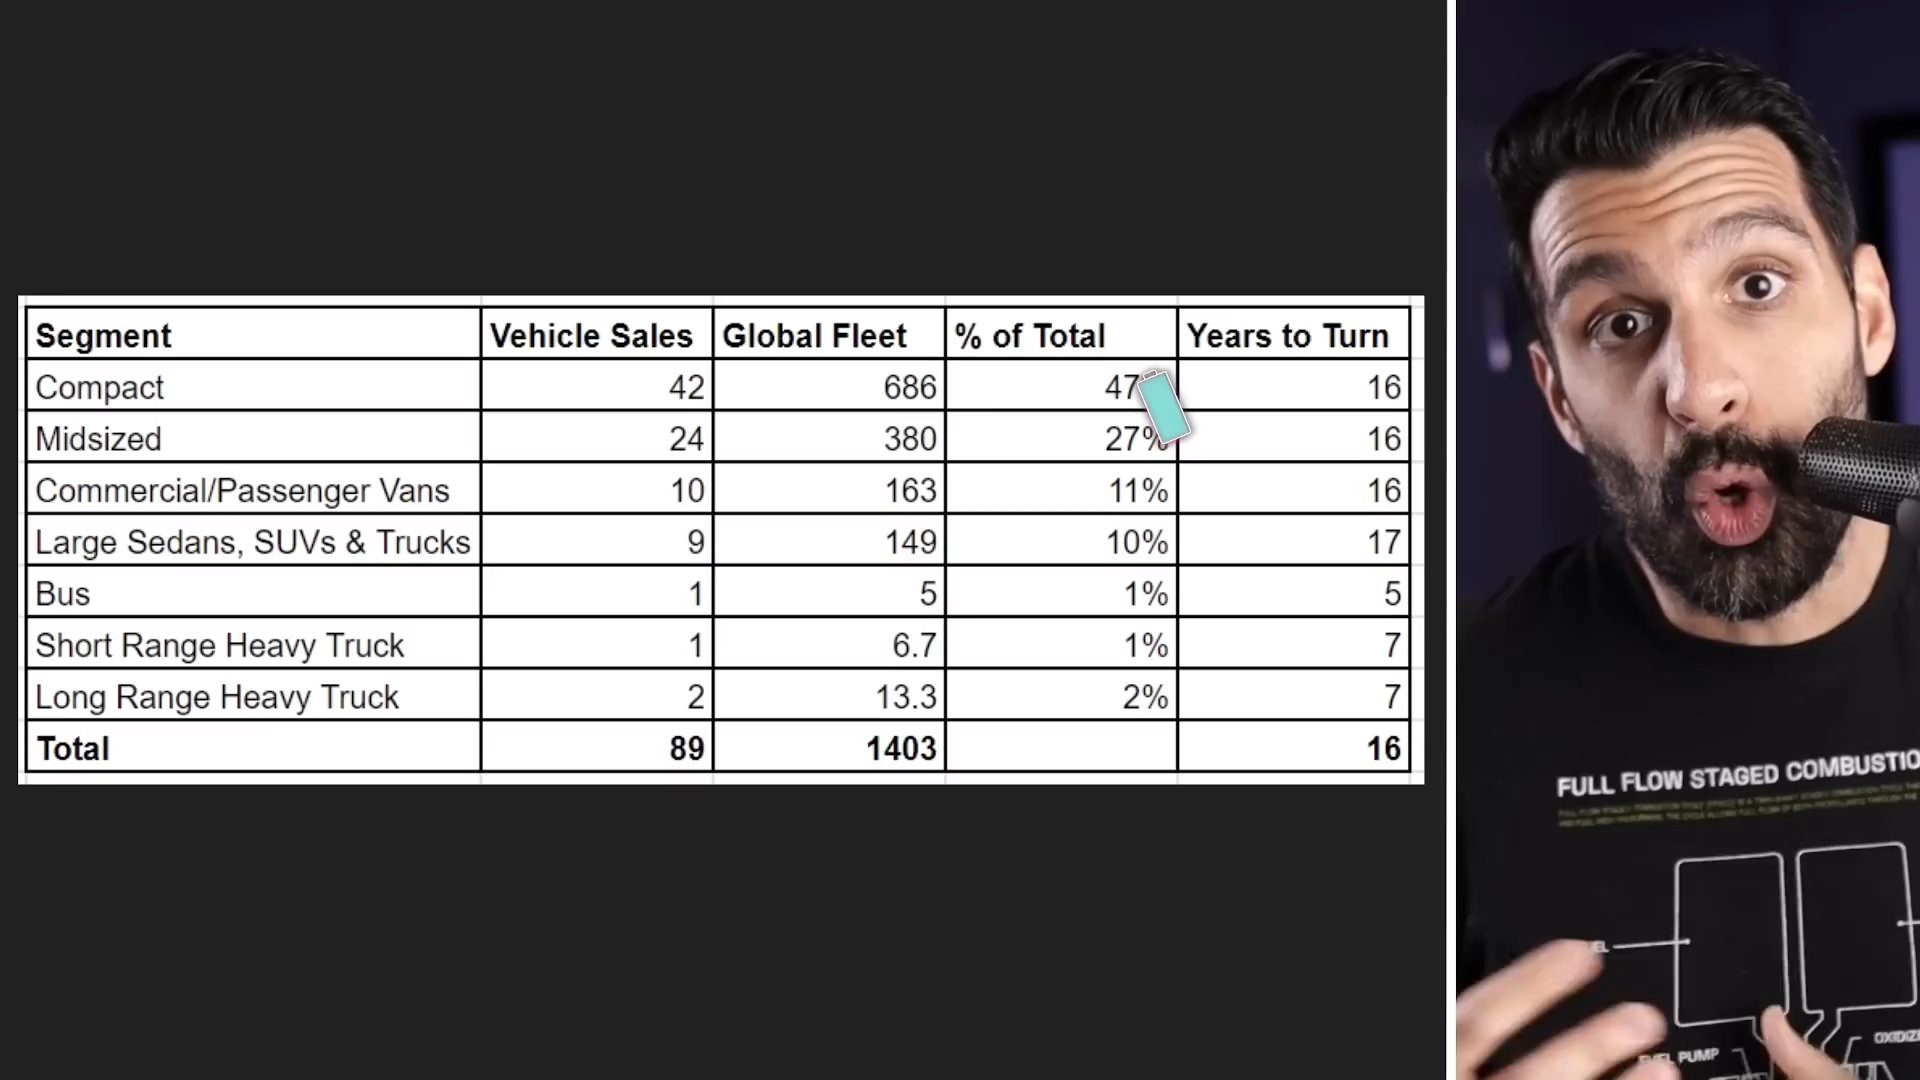 Segment Vehicle Sales Global Fleet % of Total Years to Turn
Compact 42 686 47 16
Midsized 24 380 27% 16
Commercial/Passenger Vans 10 163 11% 16
Large Sedans, SUVs & Trucks 9 149 10% 17
Bus 1 5 1% 5
Short Range Heavy Truck 1 6.7 1% 7
Long Range Heavy Truck 2 13.3 2% 7
Total 89 1403 16
FULL FLOW STAGED COMBUSTIO
FUEL PUMP